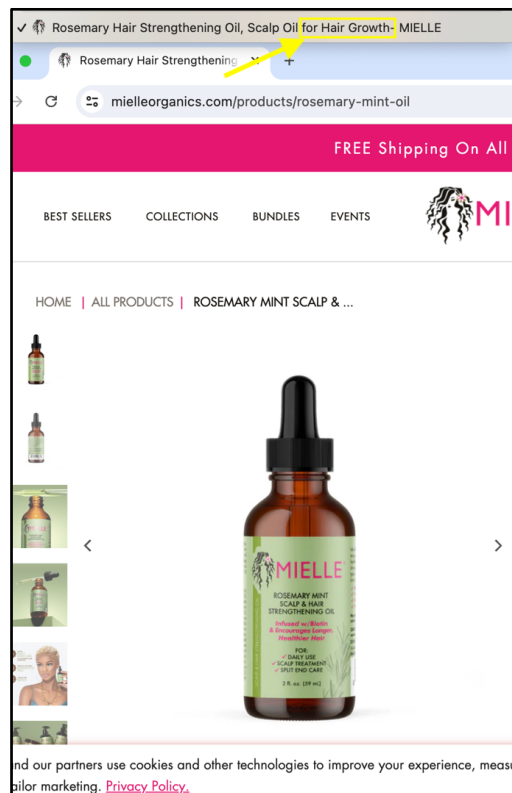 ✓ Rosemary Hair Strengthening Oil, Scalp Oil for Hair Growth- MIELLE
Rosemary Hair Strengthening
mielleorganics.com/products/rosemary-mint-oil
FREE Shipping On All
BEST SELLERS COLLECTIONS BUNDLES EVENTS MI
HOME | ALL PRODUCTS | ROSEMARY MINT SCALP & ...
MIELLE
ROSEMARY MINT
SCALP & HAIR
STRENGTHENING OIL
Infused w/Biotin
& Encourages Longer,
Healthier Hair
FOR:
✓ DAILY USE
✓ SCALP TREATMENT
✓ SPLIT END CARE
2 fl. oz. (59 mL)
nd our partners use cookies and other technologies to improve your experience, measu
ailor marketing. Privacy Policy.